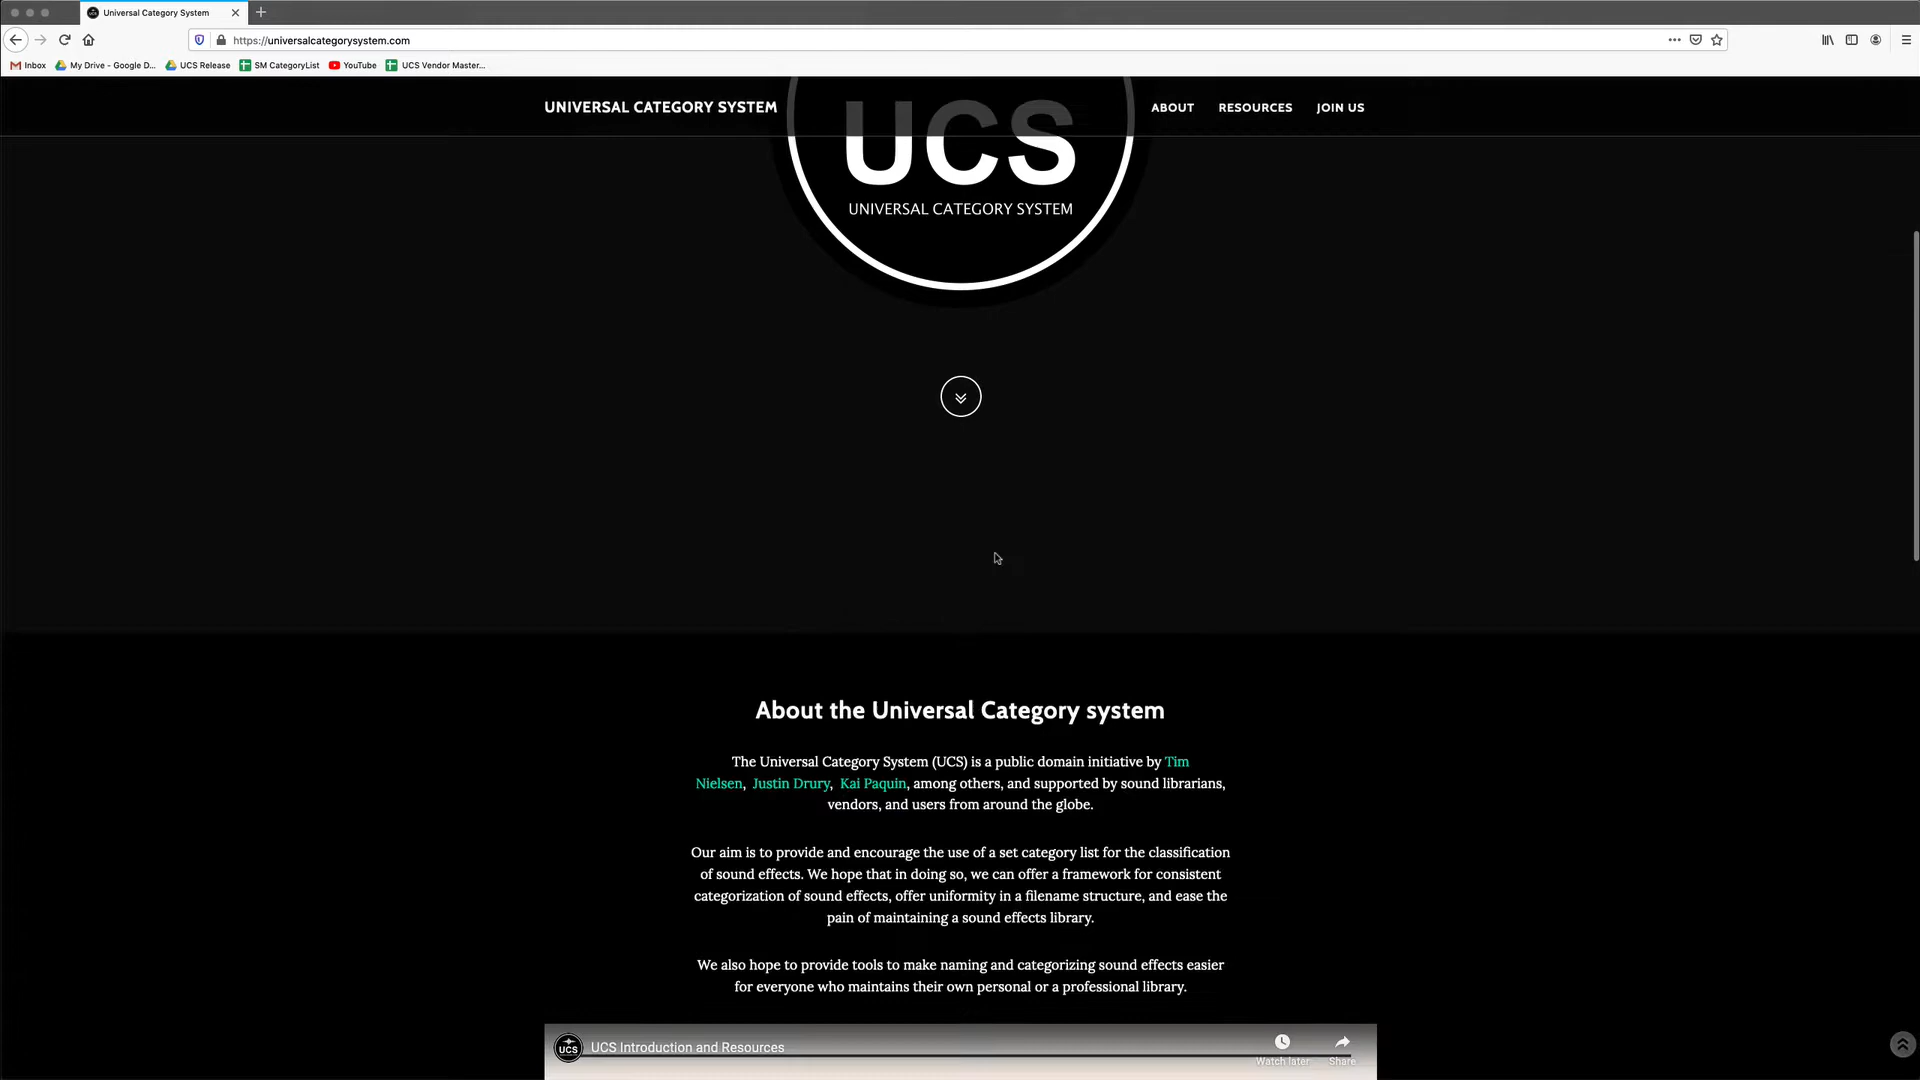 Universal Category System
https://universalcategorysystem.com
Inbox
My Drive - Google D...
UCS Release
SM CategoryList
YouTube
UCS Vendor Master...
UNIVERSAL CATEGORY SYSTEM
ABOUT
RESOURCES
JOIN US
UCS
UNIVERSAL CATEGORY SYSTEM
About the Universal Category system
The Universal Category System (UCS) is a public domain initiative by Tim
Nielsen, Justin Drury, Kai Paquin, among others, and supported by sound librarians,
vendors, and users from around the globe.
Our aim is to provide and encourage the use of a set category list for the classification
of sound effects. We hope that in doing so, we can offer a framework for consistent
categorization of sound effects, offer uniformity in a filename structure, and ease the
pain of maintaining a sound effects library.
We also hope to provide tools to make naming and categorizing sound effects easier
for everyone who maintains their own personal or a professional library.
UCS
UCS Introduction and Resources
Watch later
Share